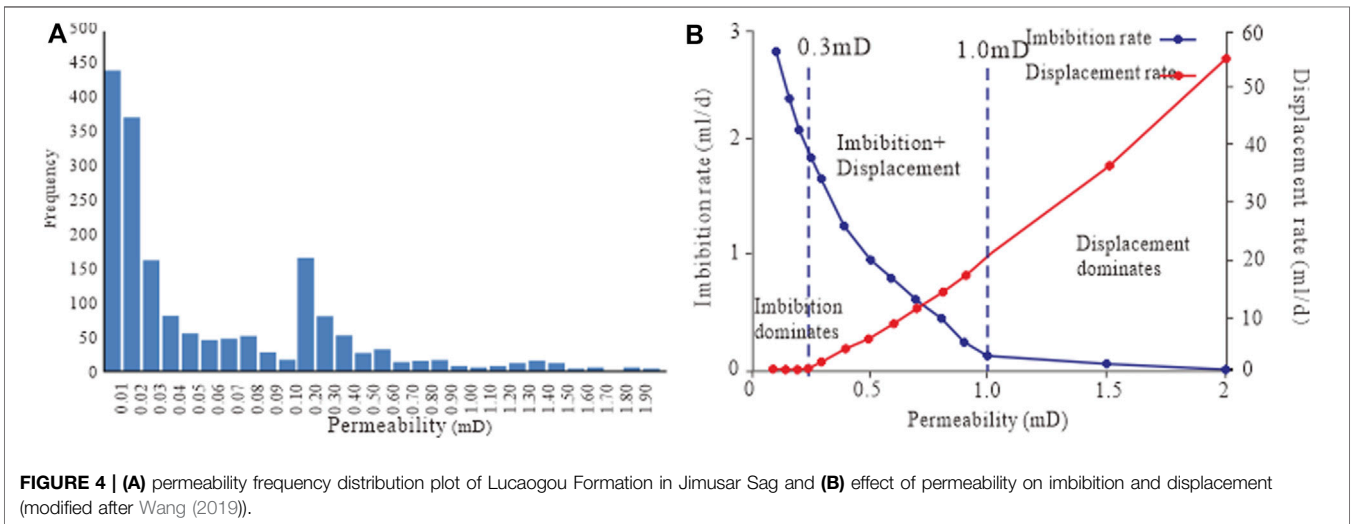 A
500
450
400
350
300
250
200
150
100
50
0
Frequency
0.01
0.02
0.03
0.04
0.05
0.06
0.07
0.08
0.09
0.10
0.20
0.30
0.40
0.50
0.60
0.70
0.80
0.90
1.00
1.10
1.20
1.30
1.40
1.50
1.60
1.70
1.80
1.90
Permeability (mD)
B
3
2
1
0
Imbibition rate (ml/d)
0.3mD
1.0mD
Imbibition rate
Displacement rate
Imbibition+
Displacement
Imbibition
dominates
Displacement
dominates
60
50
40
30
20
10
0
Displacement rate (ml/d)
0
0.5
1.0
1.5
2
Permeability (mD)
FIGURE 4 | (A) permeability frequency distribution plot of Lucaogou Formation in Jimusar Sag and (B) effect of permeability on imbibition and displacement
(modified after Wang (2019)).